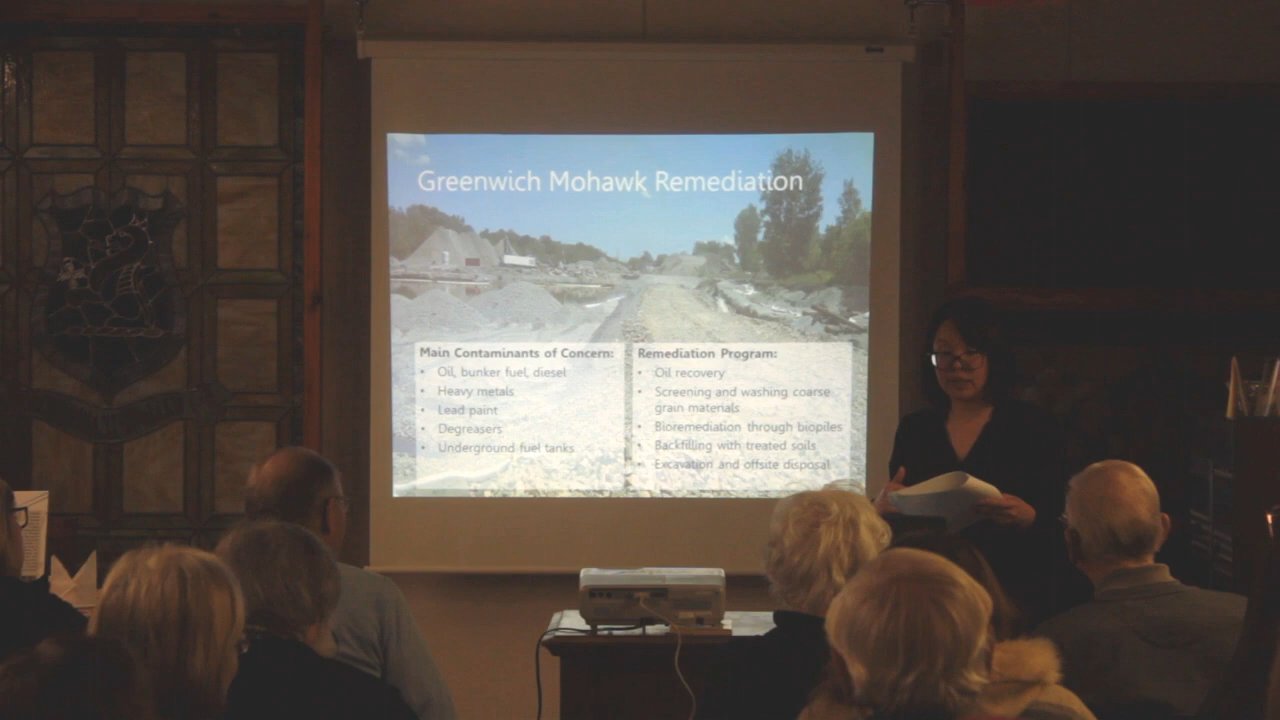 Greenwich Mohawk Remediation
Main Contaminants of Concern:
• Oil, bunker fuel, diesel
• Heavy metals
• Lead paint
• Degreasers
• Underground fuel tanks
Remediation Program:
• Oil recovery
• Screening and washing coarse
grain materials
• Bioremediation through biopiles
• Backfilling with treated soils
• Excavation and offsite disposal